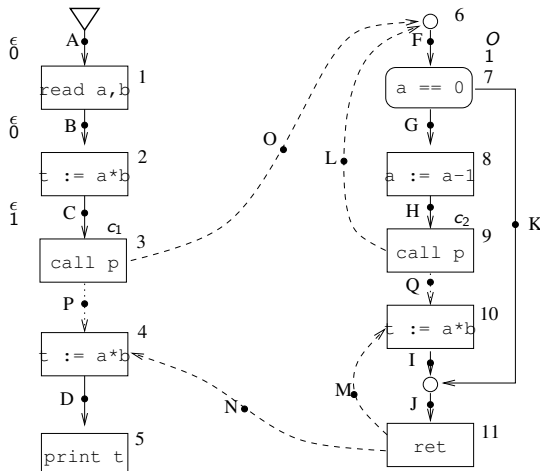 ϵ
0
A
1
read a,b
ϵ
0
B
2
t := a*b
ϵ
1
C
c1
3
call p
P
4
t := a*b
D
5
print t
O
L
M
N
6
F
O
1
7
a == 0
G
8
a := a-1
H
c2
9
call p
K
Q
10
t := a*b
I
J
11
ret